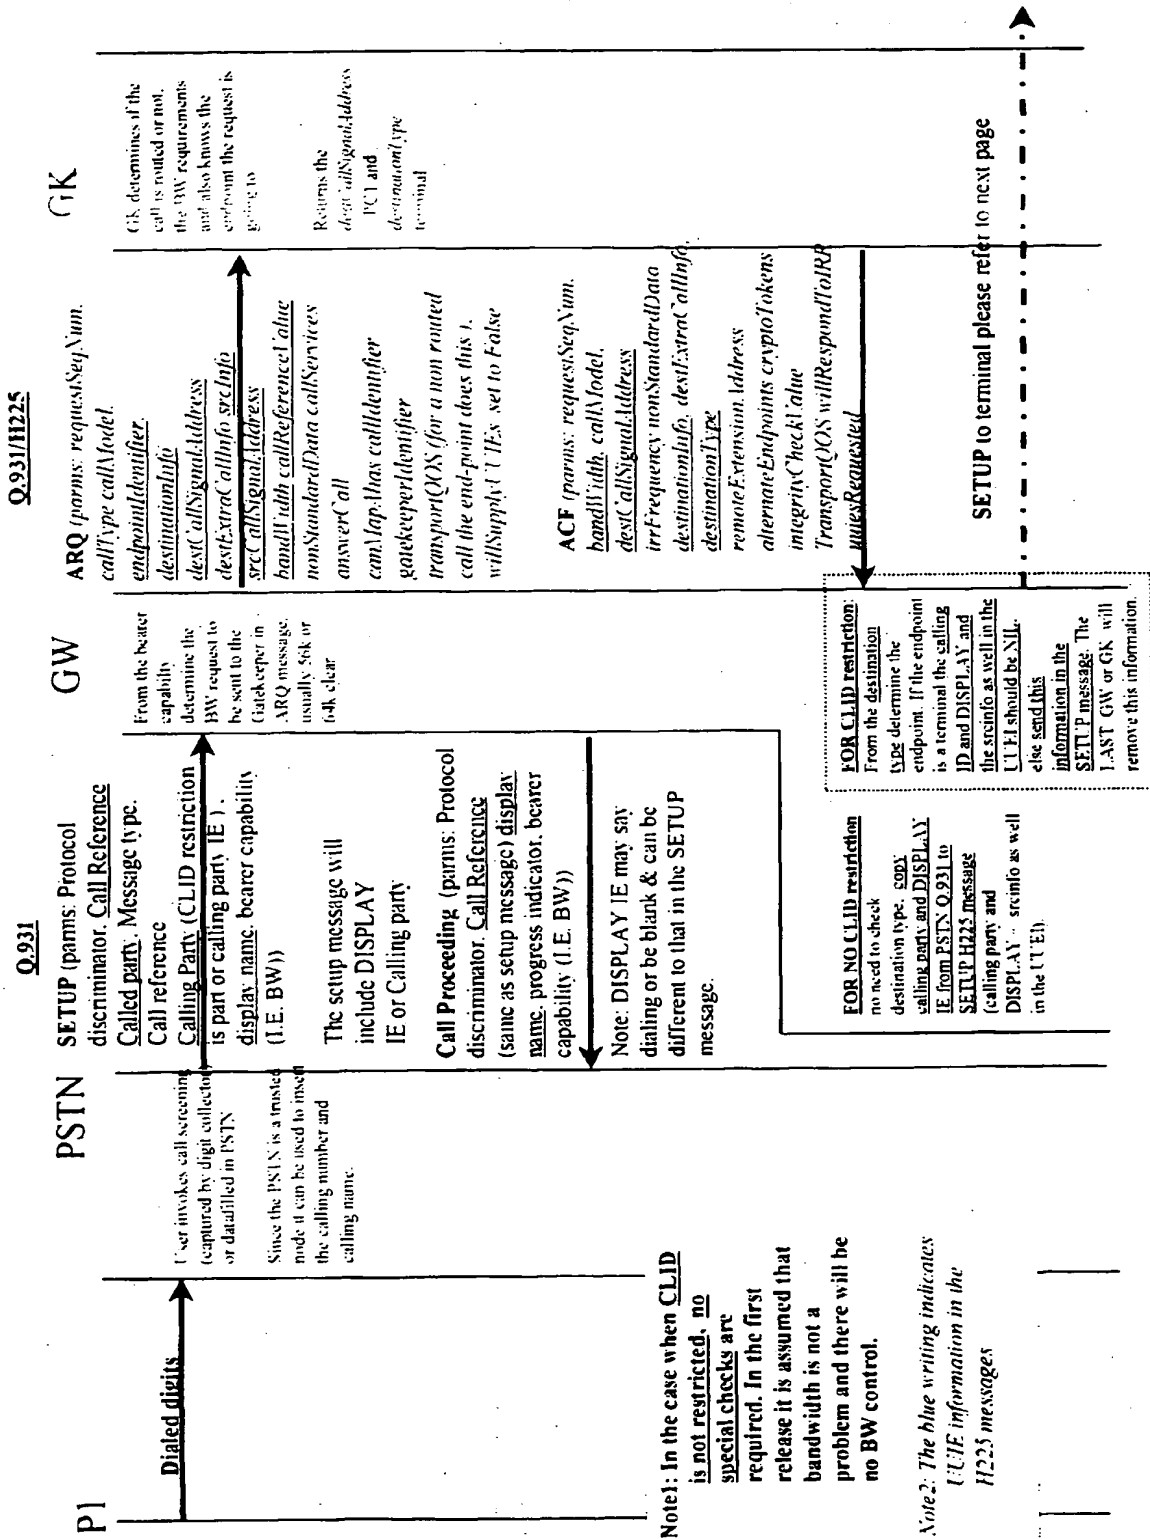 Q.931
Q.931/H225
P1
PSTN
GW
GK
Dialed digits
User invokes call screening
(captured by digit collector)
or datafilled in PSTN
Since the PSTN is a trusted
node it can be used to insert
the calling number and
calling name.
SETUP (parms: Protocol
discriminator, Call Reference
Called party, Message type.
Call reference
Calling Party (CLID restriction
is part or calling party IE ).
display name, bearer capability
(I.E. BW))
The setup message will
include DISPLAY
IE or Calling party
Call Proceeding (parms: Protocol
discriminator, Call Reference
(same as setup message) display
name, progress indicator, bearer
capability (I.E. BW))
Note: DISPLAY IE may say
dialing or be blank & can be
different to that in the SETUP
message.
From the bearer
capabilty
determine the
BW request to
be sent to the
Gatekeeper in
ARQ message.
usually 56k or
64k clear
ARQ (parms: requestSeqNum.
callType callModel.
endpointIdentifier.
destinationInfo
destCallSignalAddress
destExtraCallInfo srcInfo
srcCallSignalAddress
bandWidth callReferenceValue
nonStandardData callServices
answerCall
canMapAlias callIdentifier
gatekeeperIdentifier
transportQOS (for a non routed
call the end-point does this ).
willSupplyUUIEs set to False
GK determines if the
call is routed or not.
the BW requirements
and also knows the
endpoint the request is
going to
Returns the
destCallSignalAddress
PC1 and
destinationType
terminal
ACF (parms: requestSeqNum.
bandWidth, callModel.
destCallSignalAddress
irrFrequency nonStandardData
destinationInfo, destExtraCallInfo,
destinationType
remoteExtensionAddress
alternateEndpoints cryptoTokens
integrityCheckValue
TransportQOS willRespondToIRR
uuiesRequested
SETUP to terminal please refer to next page
FOR NO CLID restriction
no need to check
destination type, copy
calling party and DISPLAY
IE from PSTN Q.931 to
SETUP H225 message
(calling party and
DISPLAY srcinfo as well
in the UUEI).
FOR CLID restriction:
From the destination
type determine the
endpoint. If the endpoint
is a terminal the calling
ID and DISPLAY and
the srcinfo as well in the
UUEI should be NIL.
else send this
information in the
SETUP message. The
LAST GW or GK will
remove this information.
Note1: In the case when CLID
is not restricted, no
special checks are
required. In the first
release it is assumed that
bandwidth is not a
problem and there will be
no BW control.
Note2: The blue writing indicates
UUIE information in the
H225 messages